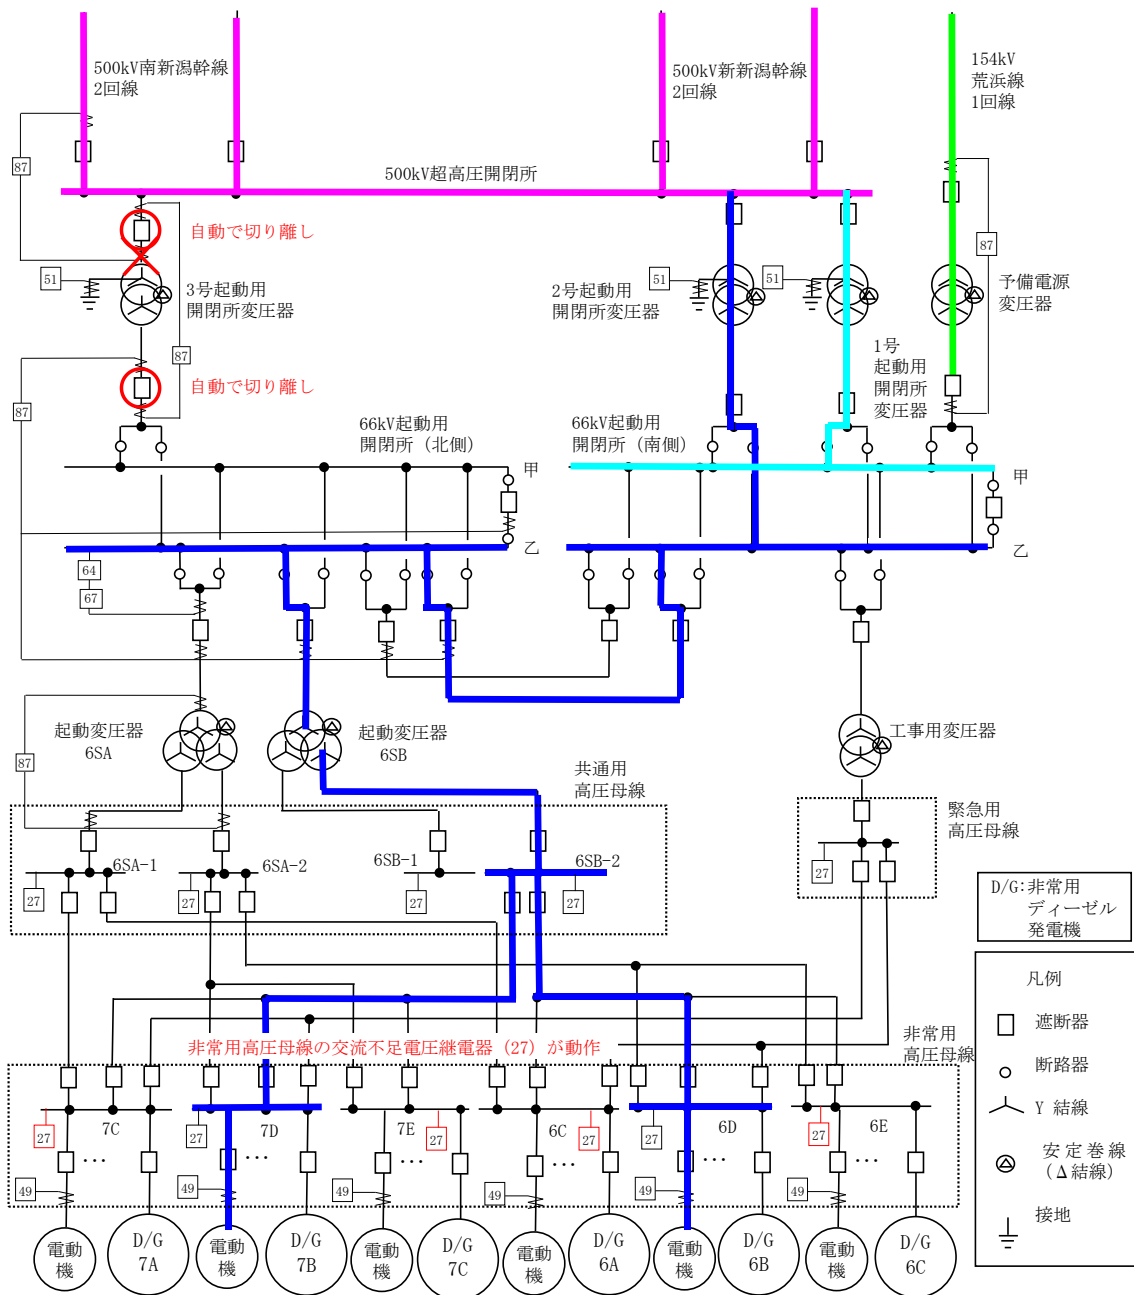 500kV南新潟幹線
2回線
500kV新新潟幹線
2回線
154kV
荒浜線
1回線
87
500kV超高圧開閉所
自動で切り離し
87
51
51
51
3号起動用
開閉所変圧器
2号起動用
開閉所変圧器
予備電源
変圧器
87
1号
起動用
開閉所
変圧器
自動で切り離し
87
66kV起動用
開閉所（北側）
66kV起動用
開閉所（南側）
甲
甲
乙
乙
64
67
起動変圧器
6SA
起動変圧器
6SB
工事用変圧器
87
共通用
高圧母線
緊急用
高圧母線
6SA-1
6SA-2
6SB-1
6SB-2
27
27
27
27
27
D/G:非常用
ディーゼル
発電機
凡例
遮断器
断路器
Y 結線
安定巻線
(Δ結線)
接地
非常用高圧母線の交流不足電圧継電器（27）が動作
非常用
高圧母線
7C
7D
7E
6C
6D
6E
27
27
27
27
27
27
…
…
…
…
…
…
49
49
49
49
49
49
電動
機
D/G
7A
電動
機
D/G
7B
電動
機
D/G
7C
電動
機
D/G
6A
電動
機
D/G
6B
電動
機
D/G
6C